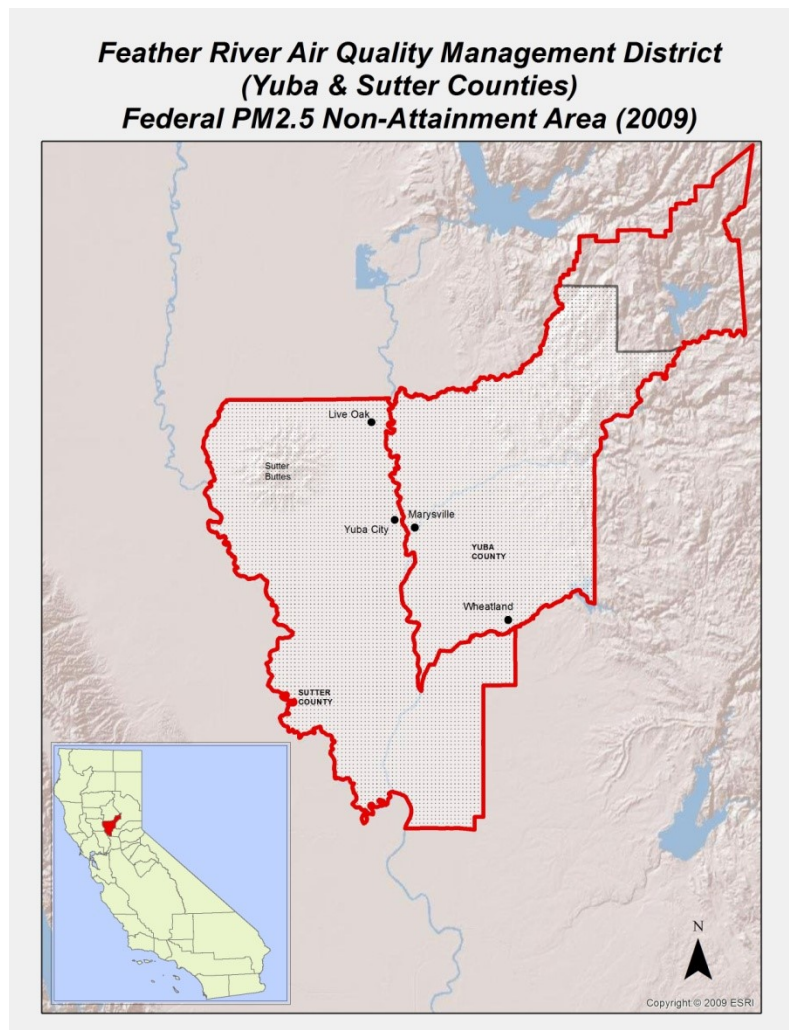 Feather River Air Quality Management District
(Yuba & Sutter Counties)
Federal PM2.5 Non-Attainment Area (2009)
Live Oak
Sutter
Buttes
Marysville
Yuba City
YUBA
COUNTY
Wheatland
SUTTER
COUNTY
N
Copyright © 2009 ESRI